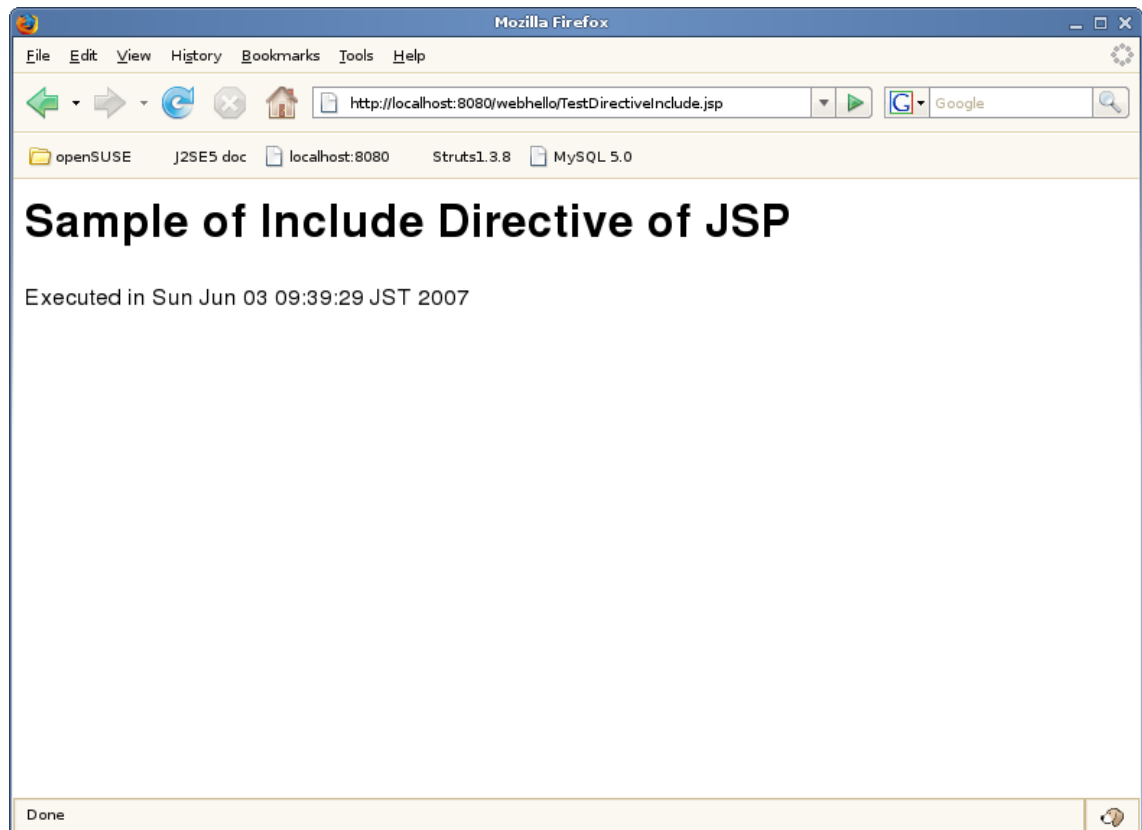 Mozilla Firefox
File Edit View History Bookmarks Tools Help
http://localhost:8080/webhello/TestDirectiveInclude.jsp G Google
openSUSE J2SE5 doc localhost:8080 Struts1.3.8 MySQL 5.0
Sample of Include Directive of JSP
Executed in Sun Jun 03 09:39:29 JST 2007
Done